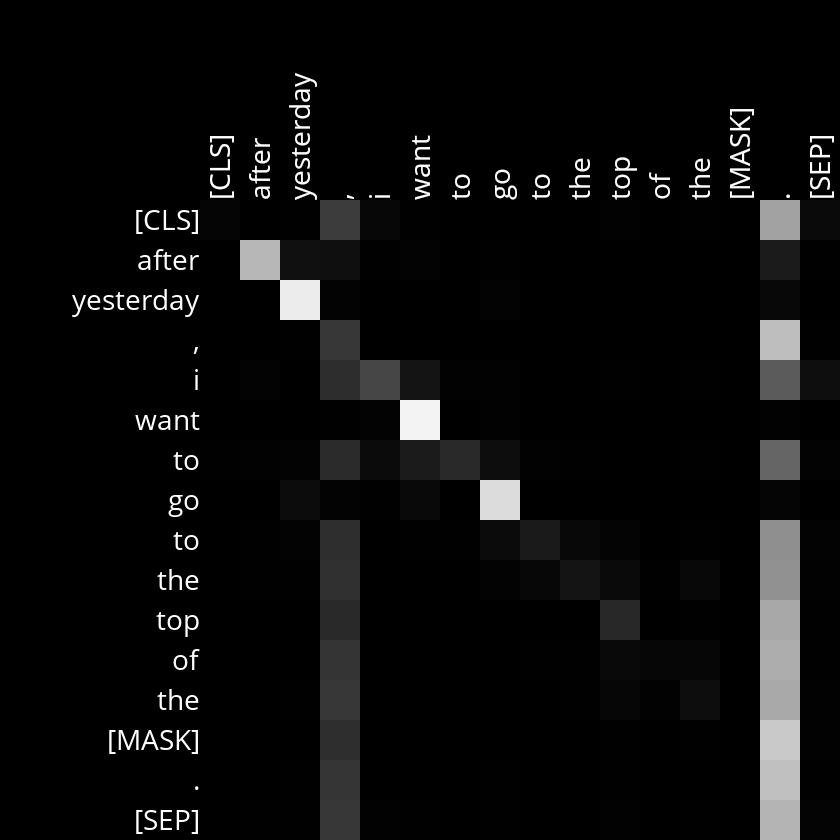 [CLS] after yesterday , i want to go to the top of the [MASK] . [SEP]
[CLS]
after
yesterday
,
i
want
to
go
to
the
top
of
the
[MASK]
.
[SEP]